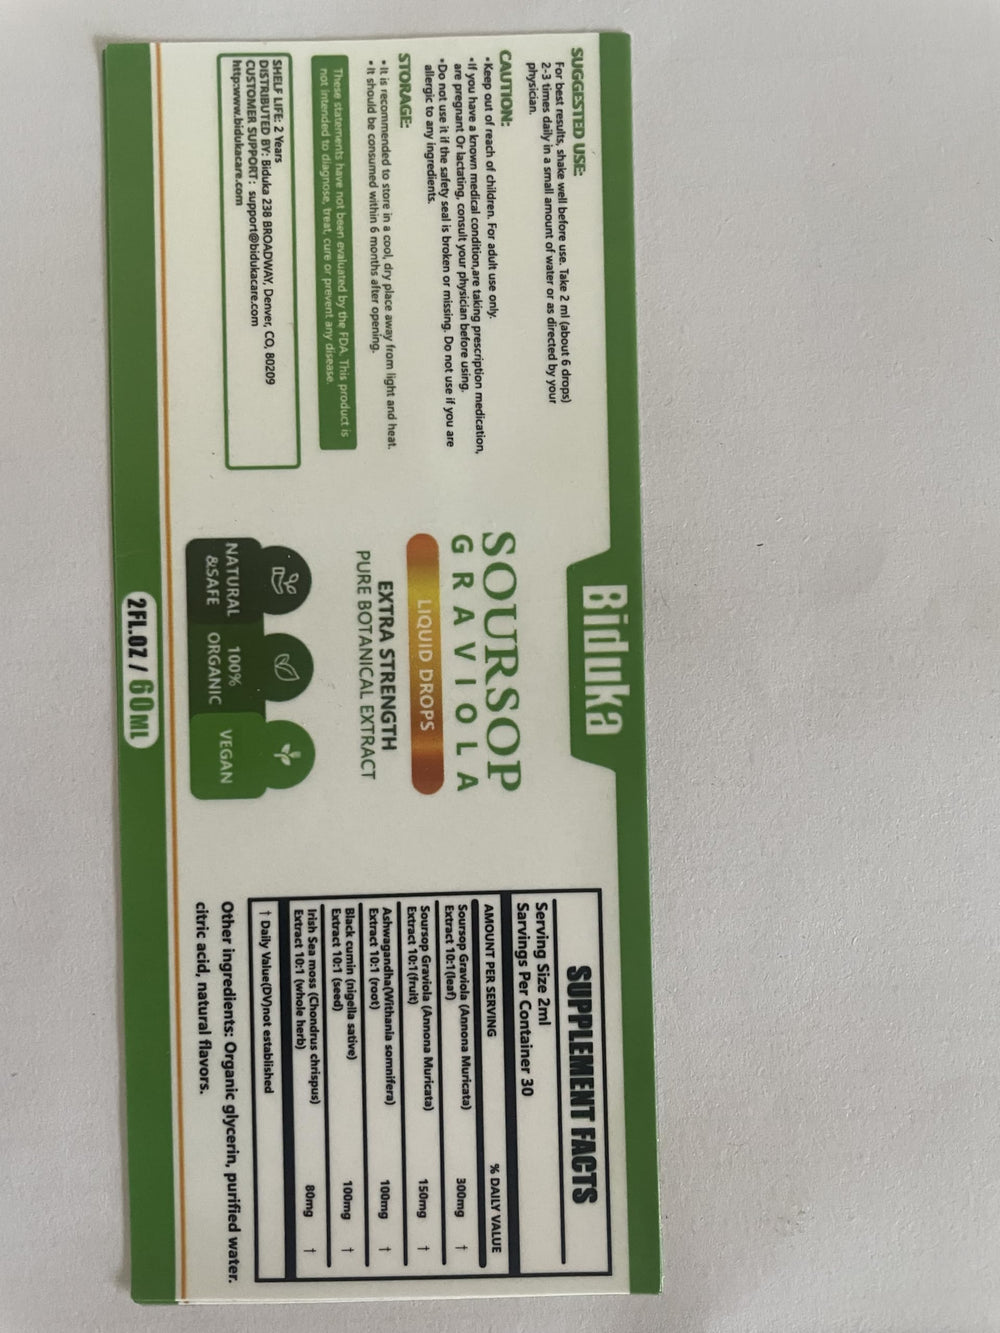 SUGGESTED USE:
For best results, shake well before use. Take 2 ml (about 6 drops)
2-3 times daily in a small amount of water or as directed by your
physician.
CAUTION:
•Keep out of reach of children. For adult use only.
•If you have a known medical condition,are taking prescription medication,
are pregnant Or lactating, consult your physician before using.
•Do not use it if the safety seal is broken or missing. Do not use if you are
allergic to any ingredients.
STORAGE:
• It is recommended to store in a cool, dry place away from light and heat.
• It should be consumed within 6 months after opening.
These statements have not been evaluated by the FDA. This product is
not intended to diagnose, treat, cure or prevent any disease.
SHELF LIFE: 2 Years
DISTRIBUTED BY: Biduka 238 BROADWAY, Denver, CO, 80209
CUSTOMER SUPPORT : support@bidukacare.com
http:www.bidukacare.com
Biduka
SOURSOP
GRAVIOLA
LIQUID DROPS
EXTRA STRENGTH
PURE BOTANICAL EXTRACT
NATURAL
&SAFE
100%
ORGANIC
VEGAN
2FL.OZ / 60ML
SUPPLEMENT FACTS
Serving Size 2ml
Sarvings Per Container 30
AMOUNT PER SERVING % DAILY VALUE
Soursop Graviola (Annona Muricata) 300mg †
Extract 10:1(leaf)
Soursop Graviola (Annona Muricata) 150mg †
Extract 10:1(fruit)
Ashwagandha(Withania somnifera) 100mg †
Extract 10:1 (root)
Black cumin (nigella sative) 100mg †
Extract 10:1 (seed)
Irish Sea moss (Chondrus chrispus) 80mg †
Extract 10:1 (whole herb)
† Daily Value(DV)not established
Other ingredients: Organic glycerin, purified water.
citric acid, natural flavors.